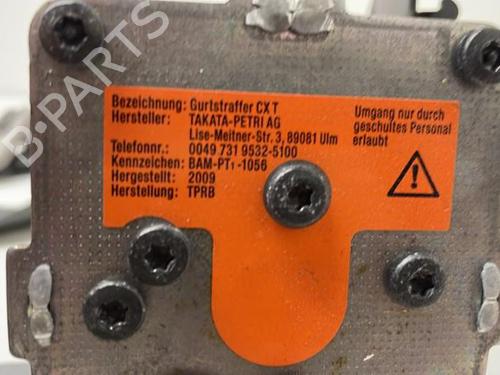 Bezeichnung: Gurtstraffer CX T
Hersteller: TAKATA-PETRI AG
Lise-Meitner-Str. 3, 89081 Ulm
Telefonnr.: 0049 731 9532-5100
Kennzeichen: BAM-PT1-1056
Hergestellt: 2009
Herstellung: TPRB
Umgang nur durch
geschultes Personal
erlaubt
B-PARTS